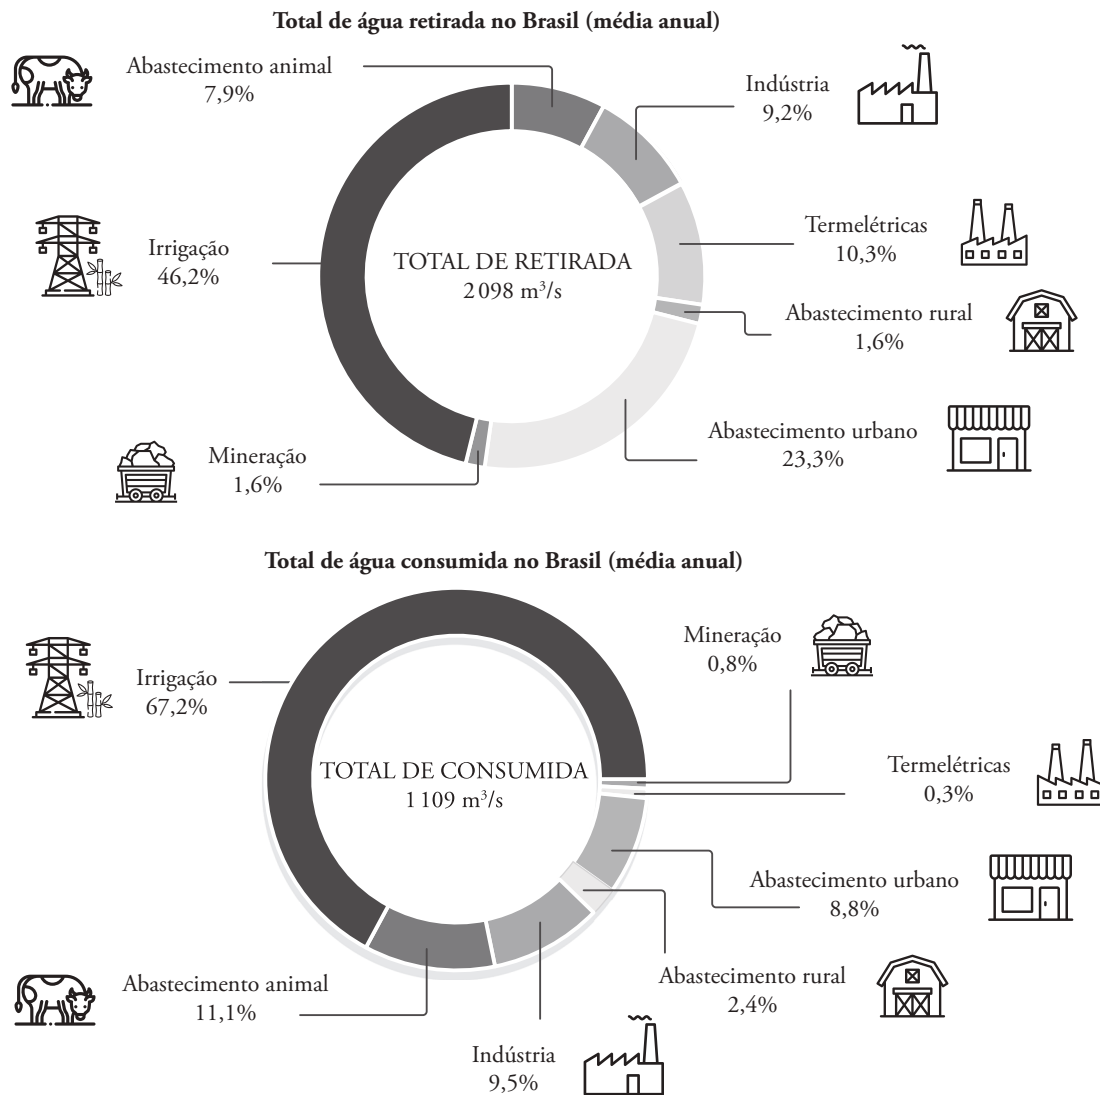 Total de água retirada no Brasil (média anual)
Abastecimento animal
7,9%
Indústria
9,2%
Termelétricas
10,3%
Irrigação
46,2%
TOTAL DE RETIRADA
2 098 m³/s
Abastecimento rural
1,6%
Abastecimento urbano
23,3%
Mineração
1,6%
Total de água consumida no Brasil (média anual)
Mineração
0,8%
Irrigação
67,2%
TOTAL DE CONSUMIDA
1 109 m³/s
Termelétricas
0,3%
Abastecimento urbano
8,8%
Abastecimento rural
2,4%
Abastecimento animal
11,1%
Indústria
9,5%